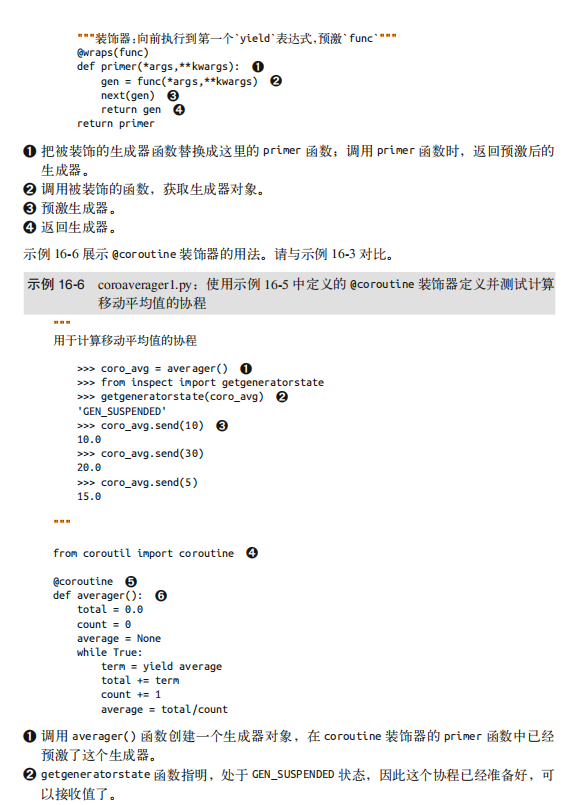 """装饰器：向前执行到第一个`yield`表达式,预激`func`"""
@wraps(func)
def primer(*args,**kwargs): ❶
gen = func(*args,**kwargs) ❷
next(gen) ❸
return gen ❹
return primer
❶ 把被装饰的生成器函数替换成这里的 primer 函数；调用 primer 函数时，返回预激后的
生成器。
❷ 调用被装饰的函数，获取生成器对象。
❸ 预激生成器。
❹ 返回生成器。
示例 16-6 展示 @coroutine 装饰器的用法。请与示例 16-3 对比。
示例 16-6 coroaverager1.py：使用示例 16-5 中定义的 @coroutine 装饰器定义并测试计算
移动平均值的协程
"""
用于计算移动平均值的协程
>>> coro_avg = averager() ❶
>>> from inspect import getgeneratorstate
>>> getgeneratorstate(coro_avg) ❷
'GEN_SUSPENDED'
>>> coro_avg.send(10) ❸
10.0
>>> coro_avg.send(30)
20.0
>>> coro_avg.send(5)
15.0
"""
from coroutil import coroutine ❹
@coroutine ❺
def averager(): ❻
total = 0.0
count = 0
average = None
while True:
term = yield average
total += term
count += 1
average = total/count
❶ 调用 averager() 函数创建一个生成器对象，在 coroutine 装饰器的 primer 函数中已经
预激了这个生成器。
❷ getgeneratorstate 函数指明，处于 GEN_SUSPENDED 状态，因此这个协程已经准备好，可
以接收值了。